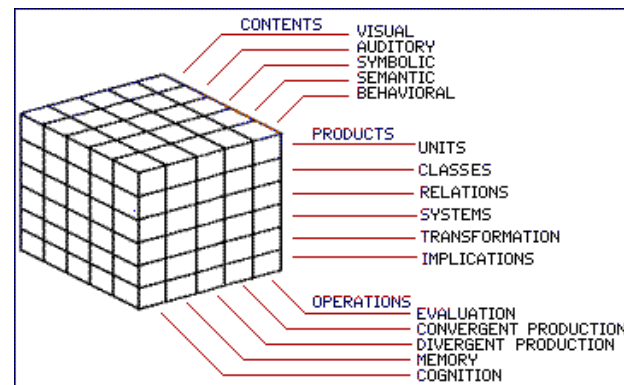 CONTENTS
VISUAL
AUDITORY
SYMBOLIC
SEMANTIC
BEHAVIORAL
PRODUCTS
UNITS
CLASSES
RELATIONS
SYSTEMS
TRANSFORMATION
IMPLICATIONS
OPERATIONS
EVALUATION
CONVERGENT PRODUCTION
DIVERGENT PRODUCTION
MEMORY
COGNITION